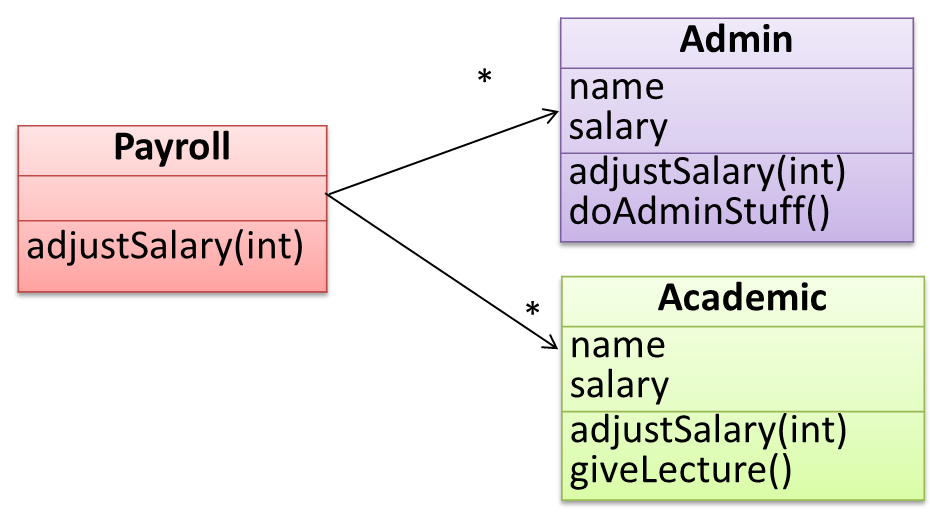 Payroll
adjustSalary(int)
*
Admin
name
salary
adjustSalary(int)
doAdminStuff()
*
Academic
name
salary
adjustSalary(int)
giveLecture()